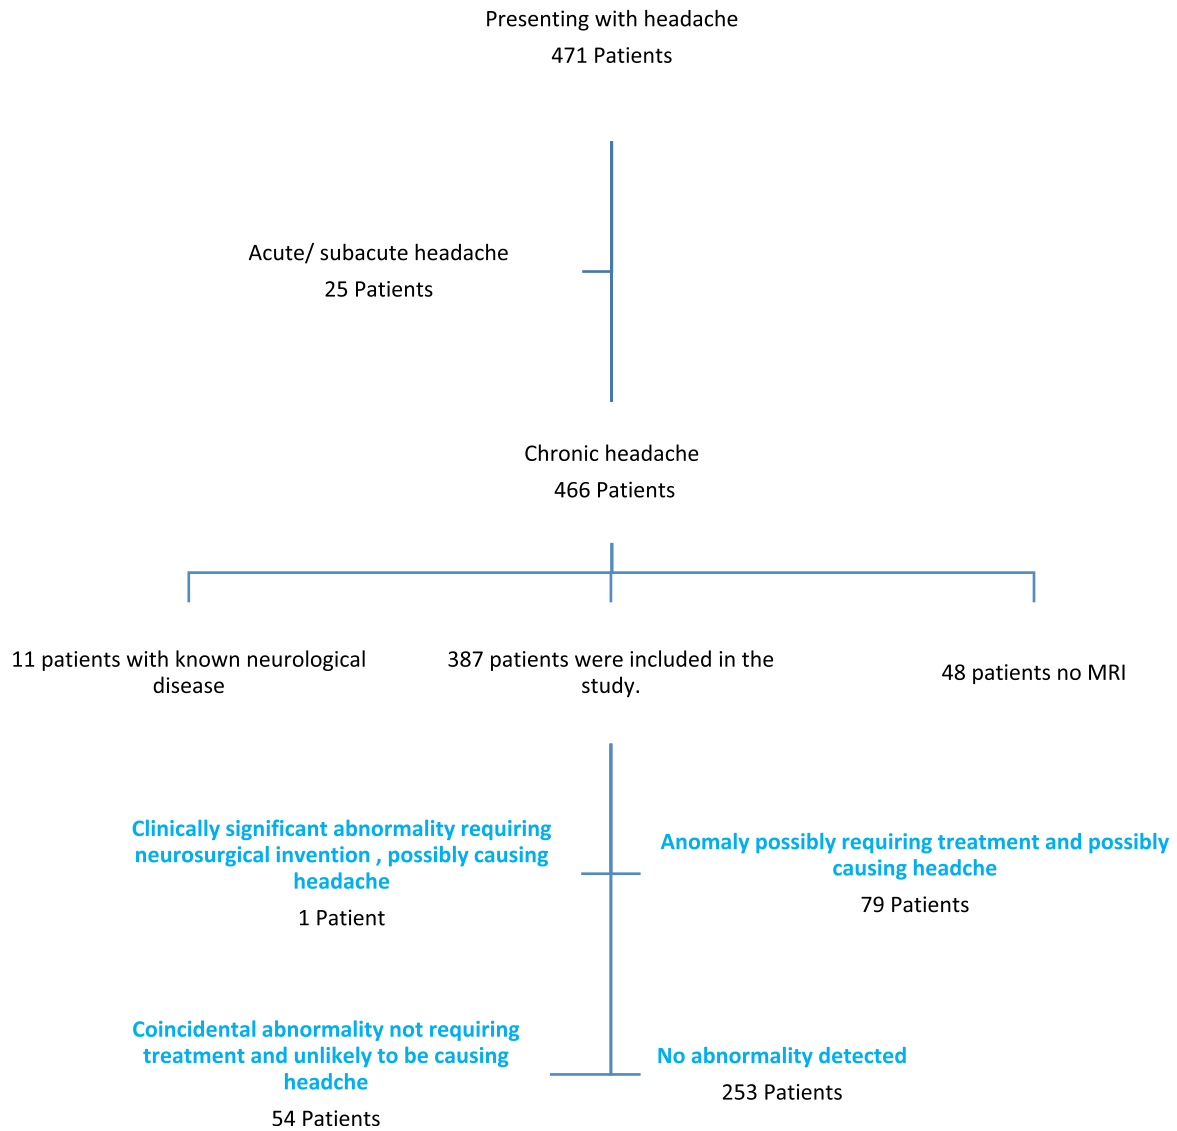 Presenting with headache
471 Patients
Acute/ subacute headache
25 Patients
Chronic headache
466 Patients
11 patients with known neurological
disease
387 patients were included in the
study.
48 patients no MRI
Clinically significant abnormality requiring
neurosurgical invention , possibly causing
headache
1 Patient
Anomaly possibly requiring treatment and possibly
causing headche
79 Patients
Coincidental abnormality not requiring
treatment and unlikely to be causing
headche
54 Patients
No abnormality detected
253 Patients